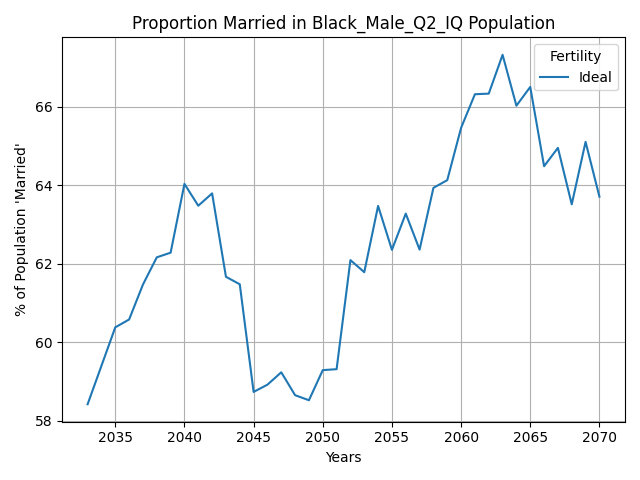 Proportion Married in Black_Male_Q2_IQ Population
Fertility
Ideal
% of Population 'Married'
66
64
62
60
58
2035 2040 2045 2050 2055 2060 2065 2070
Years